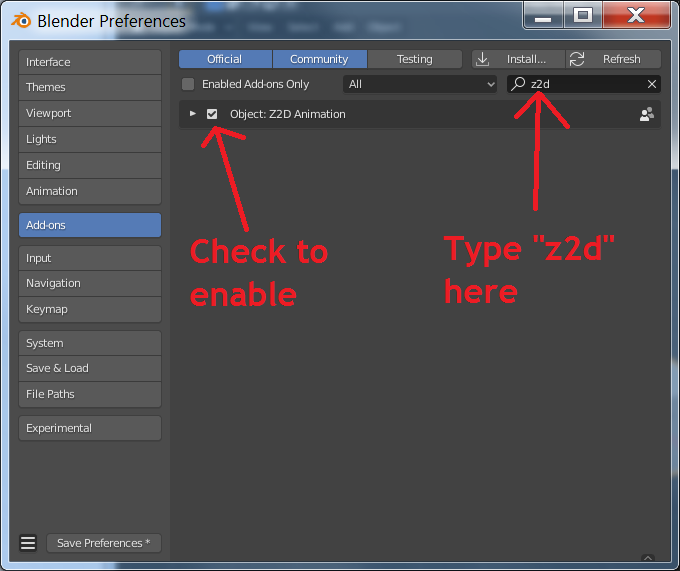 Blender Preferences
Interface
Themes
Viewport
Lights
Editing
Animation
Add-ons
Input
Navigation
Keymap
System
Save & Load
File Paths
Experimental
Save Preferences *
Official Community Testing Install... Refresh
Enabled Add-ons Only All z2d
Object: Z2D Animation
Check to
enable
Type "z2d"
here